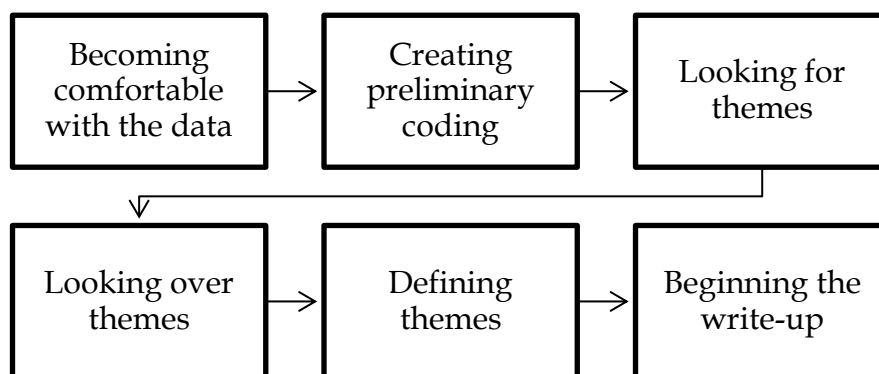 Becoming
comfortable
with the data
Creating
preliminary
coding
Looking for
themes
Looking over
themes
Defining
themes
Beginning the
write-up